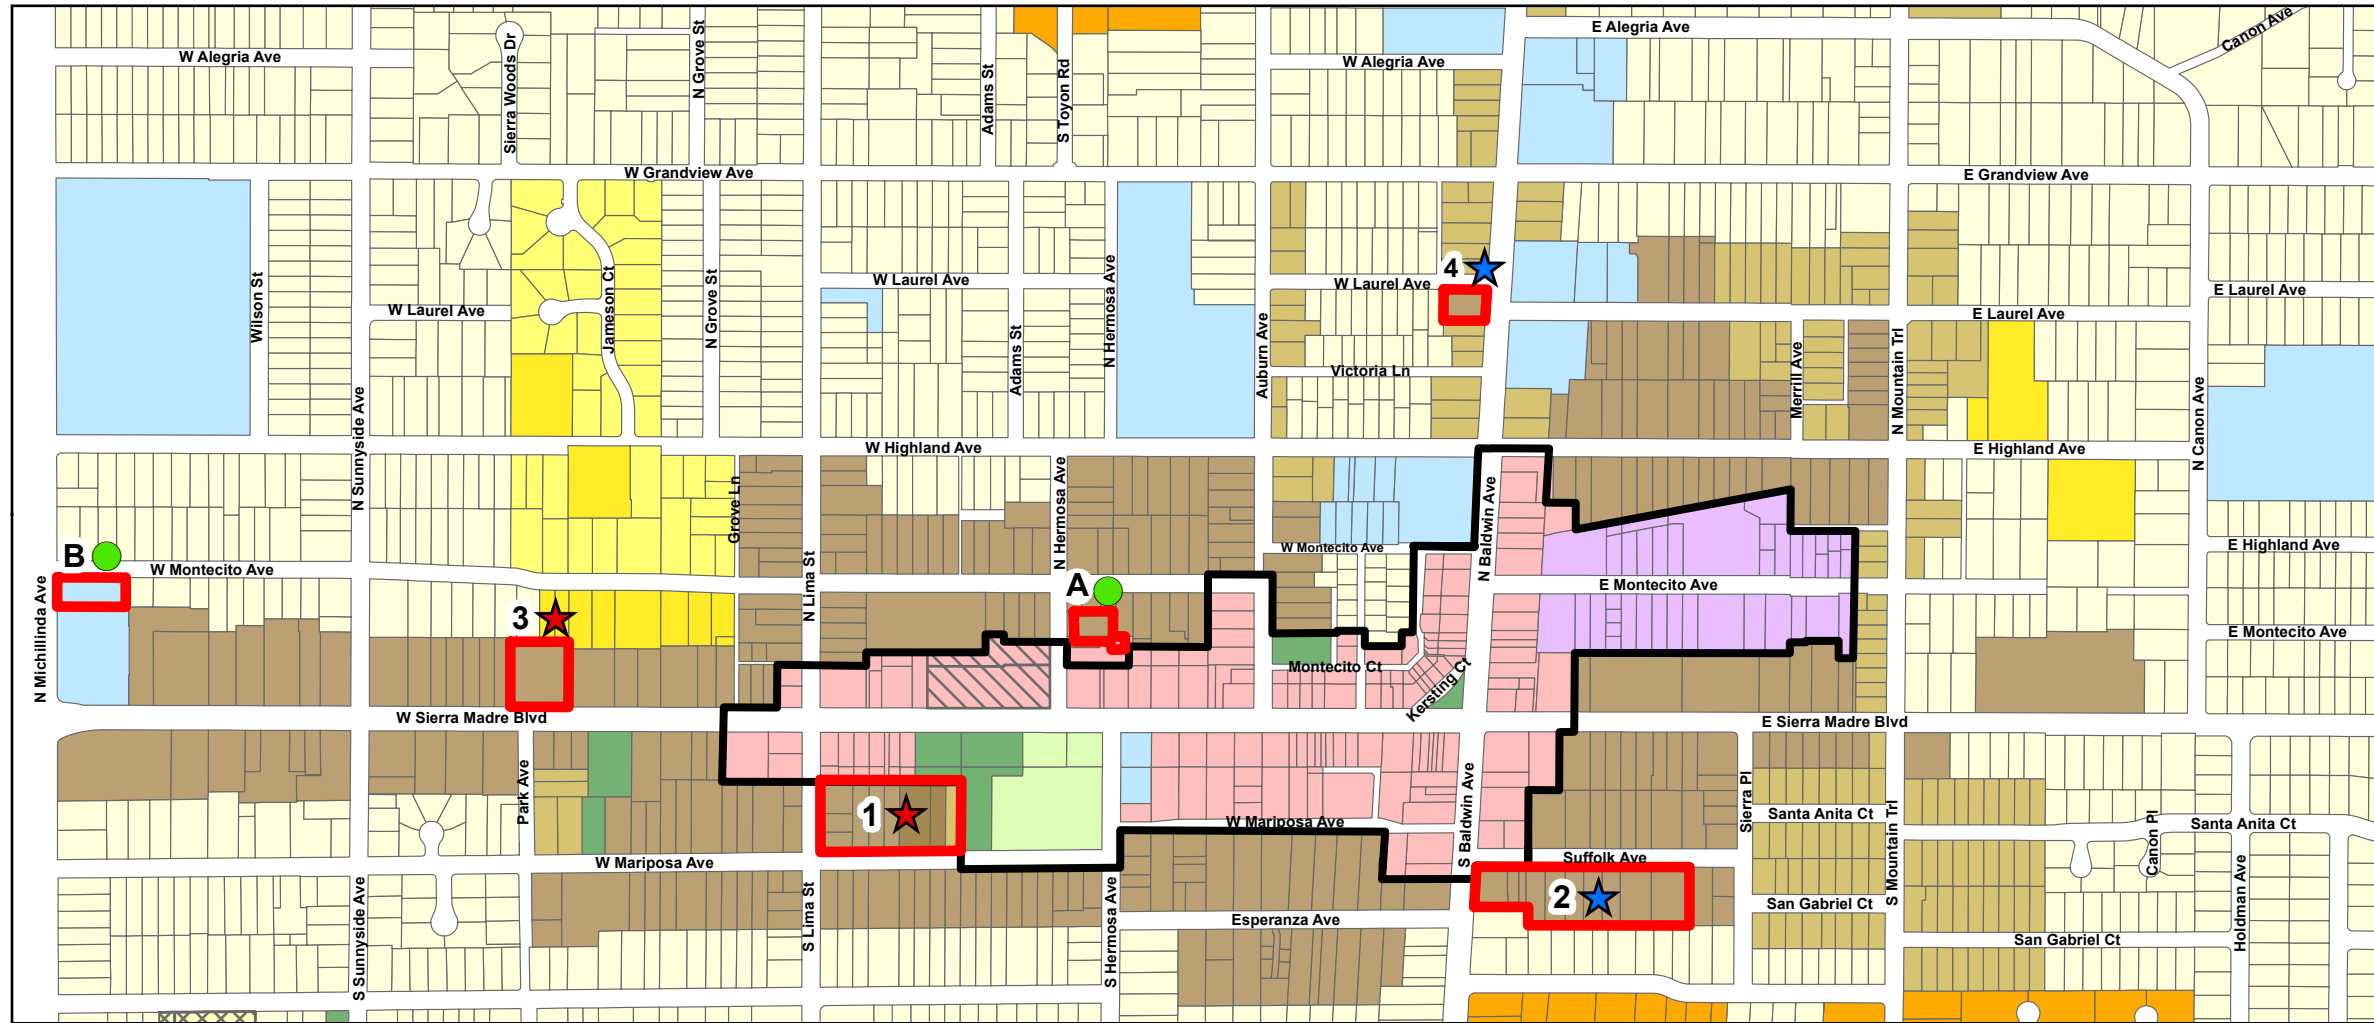 E Alegria Ave
Canon Ave
W Alegria Ave
W Alegria Ave
Sierra Woods Dr
N Grove St
Adams St
S Toyon Rd
W Grandview Ave
E Grandview Ave
Wilson St
Jameson Ct
N Grove St
W Laurel Ave
W Laurel Ave
W Laurel Ave
E Laurel Ave
E Laurel Ave
4
N Hermosa Ave
Adams St
Auburn Ave
Victoria Ln
Merrill Ave
N Mountain Trl
N Canon Ave
N Sunnyside Ave
W Highland Ave
E Highland Ave
Grove Ln
N Lima St
N Hermosa Ave
N Baldwin Ave
W Montecito Ave
E Highland Ave
B
W Montecito Ave
A
E Montecito Ave
N Michillinda Ave
3
E Montecito Ave
Montecito Ct
Kersting Ct
W Sierra Madre Blvd
E Sierra Madre Blvd
Park Ave
1
S Baldwin Ave
Sierra Pl
Santa Anita Ct
Santa Anita Ct
W Mariposa Ave
W Mariposa Ave
Suffolk Ave
S Mountain Trl
Canon Pl
2
S Sunnyside Ave
S Lima St
S Hermosa Ave
Esperanza Ave
San Gabriel Ct
San Gabriel Ct
Holdman Ave